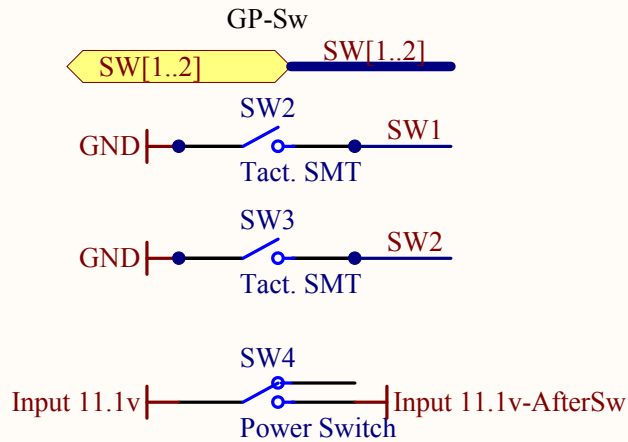 GP-Sw
SW[1..2] SW[1..2]
SW2
GND SW1
Tact. SMT
SW3
GND SW2
Tact. SMT
SW4
Input 11.1v Input 11.1v-AfterSw
Power Switch